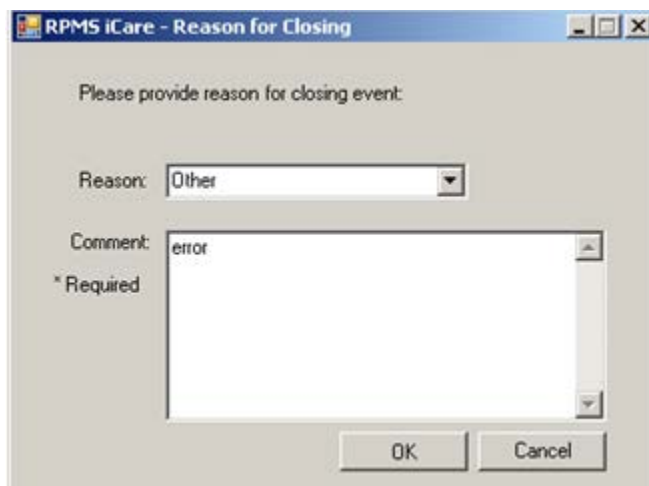 RPMS iCare - Reason for Closing
Please provide reason for closing event:
Reason: Other
Comment: error
* Required
OK Cancel